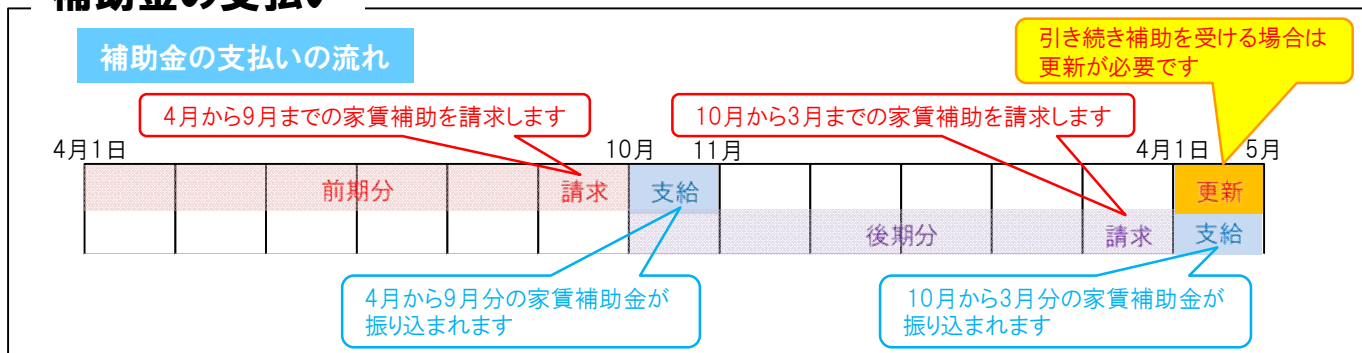 補助金の支払い
引き続き補助を受ける場合は
更新が必要です
補助金の支払いの流れ
4月から9月までの家賃補助を請求します
10月から3月までの家賃補助を請求します
4月1日
10月
11月
4月1日
5月
前期分
請求
支給
更新
後期分
請求
支給
4月から9月分の家賃補助金が
振り込まれます
10月から3月分の家賃補助金が
振り込まれます